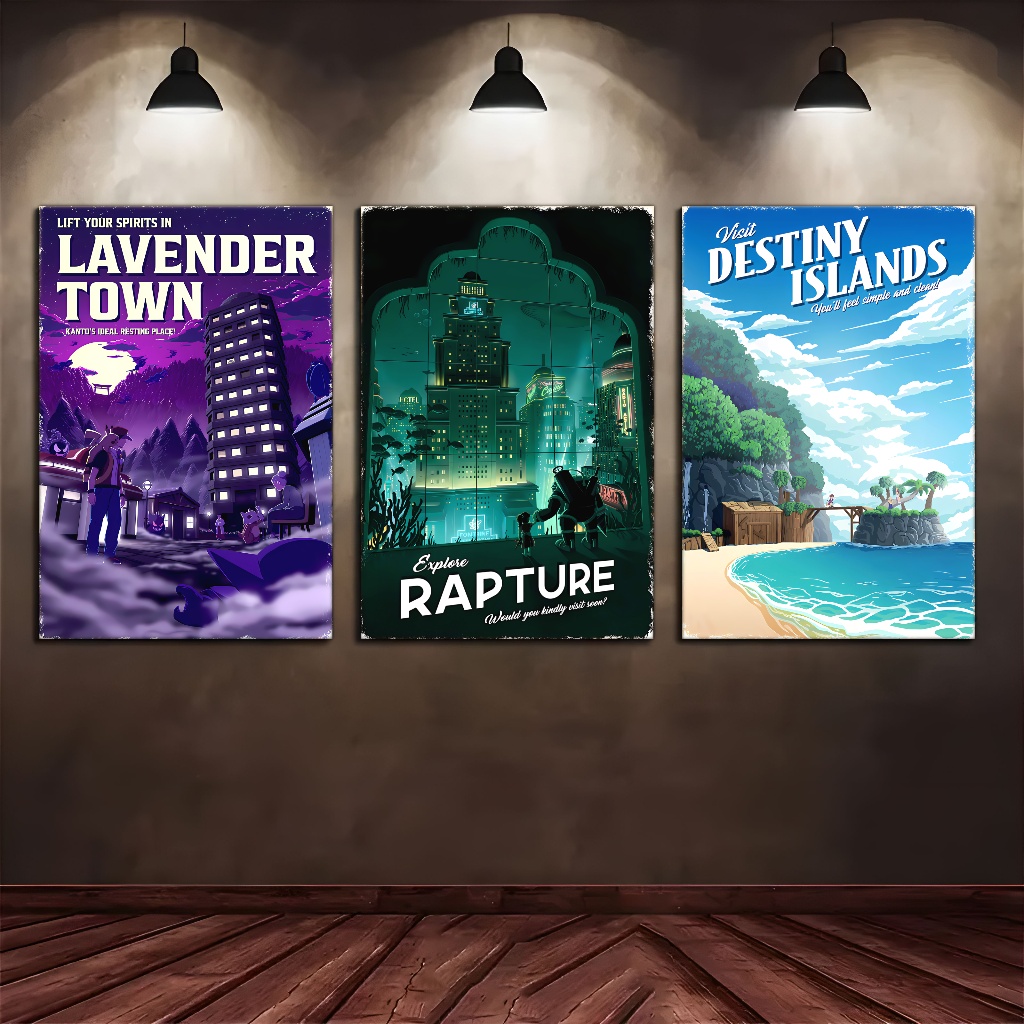 LIFT YOUR SPIRITS IN
LAVENDER
TOWN
KANTO'S IDEAL RESTING PLACE!
HOTEL
Explore
RAPTURE
Would you kindly visit soon?
Visit
DESTINY
ISLANDS
You'll feel simple and clean!